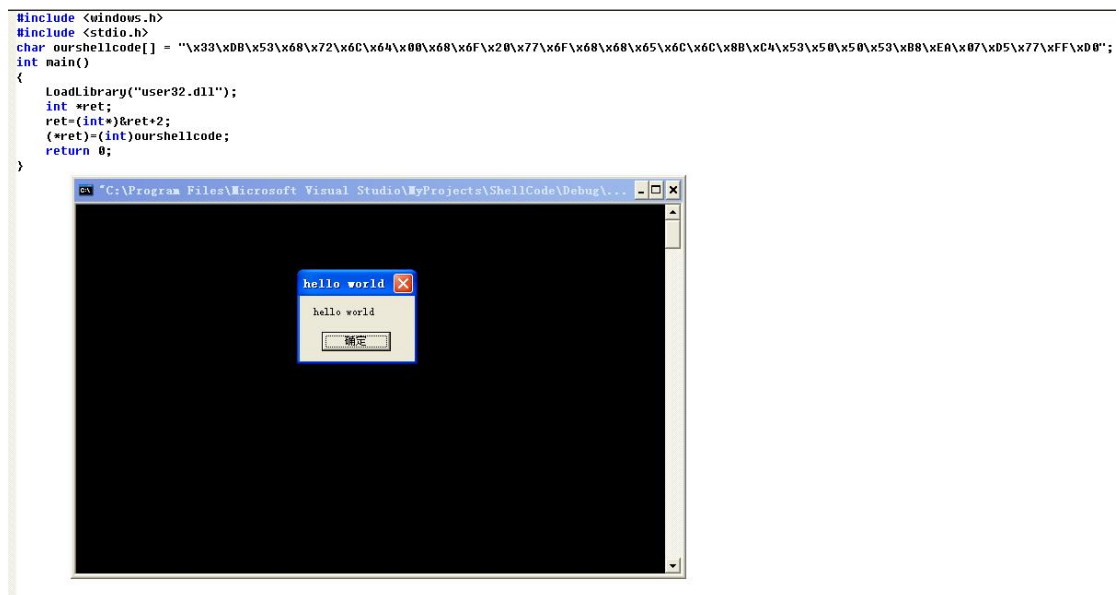 #include <windows.h>
#include <stdio.h>
char ourshellcode[] = "\x33\xDB\x53\x68\x72\x6C\x64\x00\x68\x6F\x20\x77\x6F\x68\x68\x65\x6C\x6C\x8B\xC4\x53\x50\x50\x53\xB8\xEA\x07\xD5\x77\xFF\xD0";
int main()
{
    LoadLibrary("user32.dll");
    int *ret;
    ret=(int*)&ret+2;
    (*ret)=(int)ourshellcode;
    return 0;
}
"C:\Program Files\Microsoft Visual Studio\MyProjects\ShellCode\Debug\...
hello world
hello world
确定